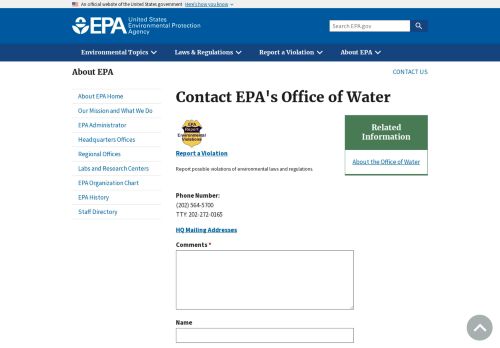 An official website of the United States government Here's how you know
EPA United States
Environmental Protection
Agency
Search EPA.gov
Environmental Topics Laws & Regulations Report a Violation About EPA
About EPA
CONTACT US
About EPA Home
Our Mission and What We Do
EPA Administrator
Headquarters Offices
Regional Offices
Labs and Research Centers
EPA Organization Chart
EPA History
Staff Directory
Contact EPA's Office of Water
EPA
Report
Environmental
Violations
Report a Violation
Report possible violations of environmental laws and regulations
Phone Number:
(202) 564-5700
TTY: 202-272-0165
HQ Mailing Addresses
Comments *
Name
Related
Information
About the Office of Water